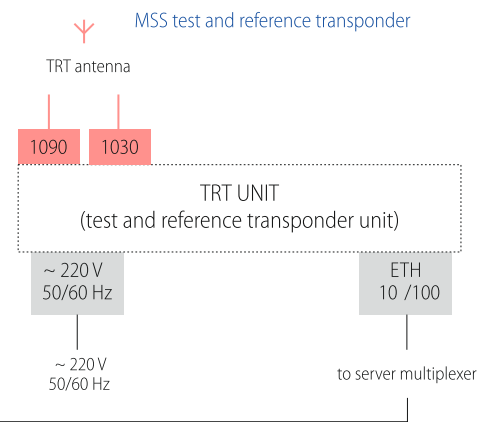 MSS test and reference transponder
TRT antenna
1090
1030
TRT UNIT
(test and reference transponder unit)
~ 220 V
50/60 Hz
ETH
10 /100
~ 220 V
50/60 Hz
to server multiplexer